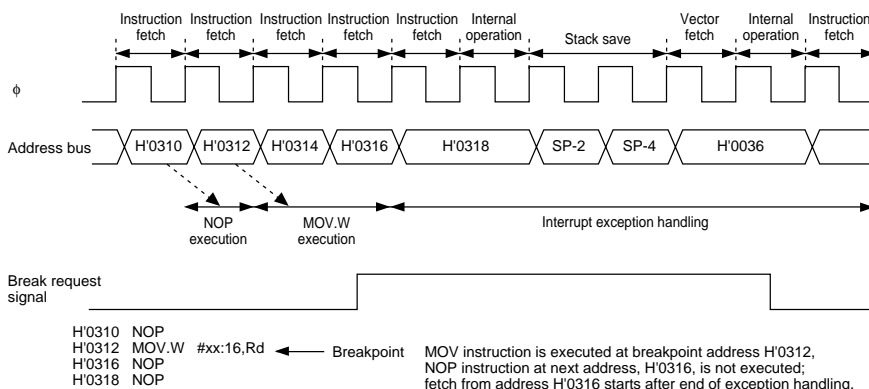 Instruction fetch
Instruction fetch
Instruction fetch
Instruction fetch
Instruction fetch
Internal operation
Stack save
Vector fetch
Internal operation
Instruction fetch
φ
Address bus
H'0310
H'0312
H'0314
H'0316
H'0318
SP-2
SP-4
H'0036
NOP execution
MOV.W execution
Interrupt exception handling
Break request signal
H'0310 NOP
H'0312 MOV.W #xx:16,Rd
H'0316 NOP
H'0318 NOP
Breakpoint
MOV instruction is executed at breakpoint address H'0312,
NOP instruction at next address, H'0316, is not executed;
fetch from address H'0316 starts after end of exception handling.